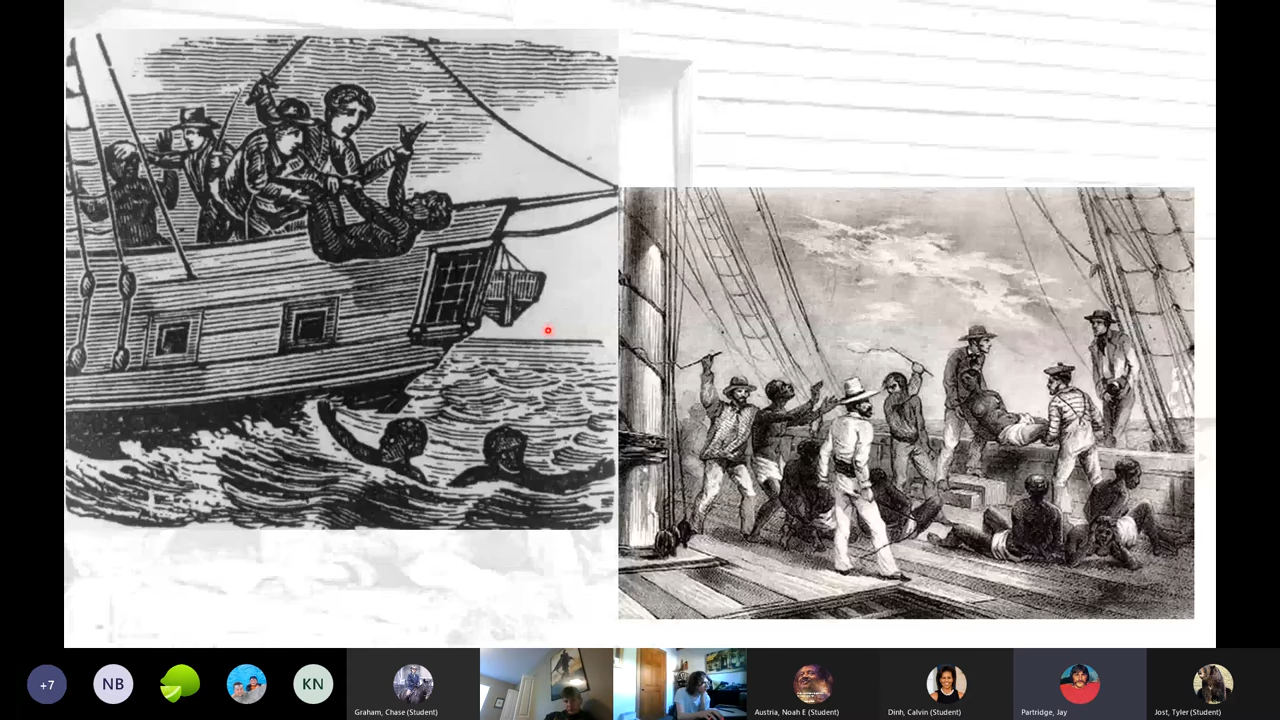 +7
NB
KN
Graham, Chase (Student)
Austria, Noah E (Student)
Dinh, Calvin (Student)
Partridge, Jay
Jost, Tyler (Student)